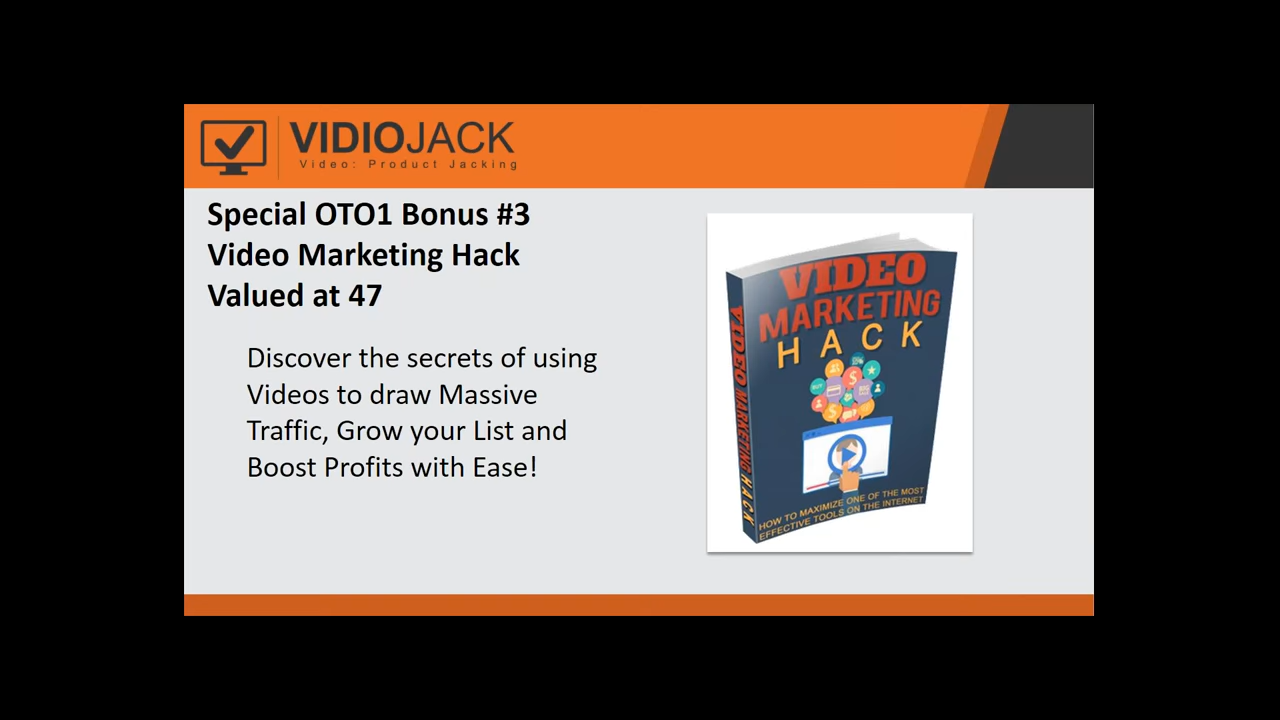 VIDIOJACK
Video: Product Jacking
Special OTO1 Bonus #3
Video Marketing Hack
Valued at 47
Discover the secrets of using
Videos to draw Massive
Traffic, Grow your List and
Boost Profits with Ease!
VIDEO MARKETING HACK
VIDEO
MARKETING
HACK
HOW TO MAXIMIZE ONE OF THE MOST
EFFECTIVE TOOLS ON THE INTERNET